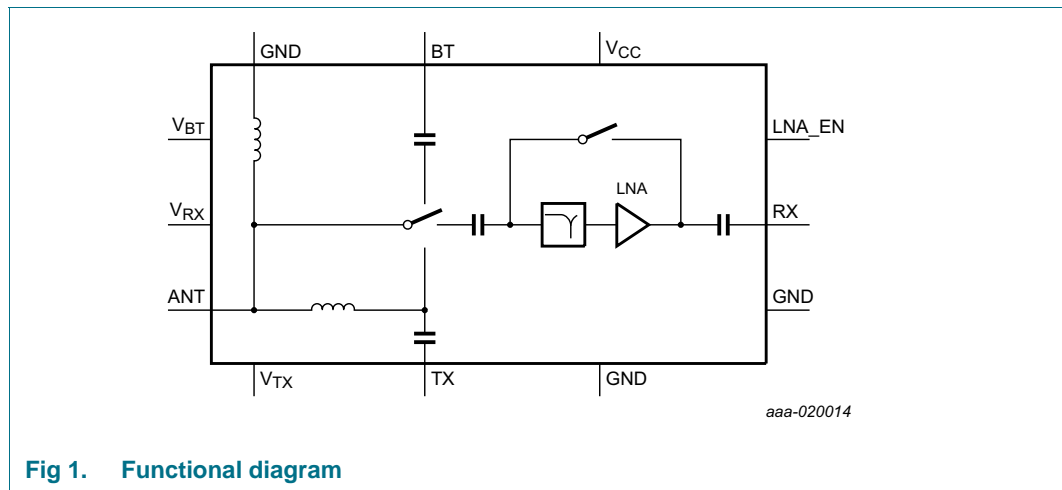 GND
BT
VCC
VBT
LNA_EN
LNA
VRX
RX
ANT
GND
VTX
TX
GND
aaa-020014
Fig 1. Functional diagram